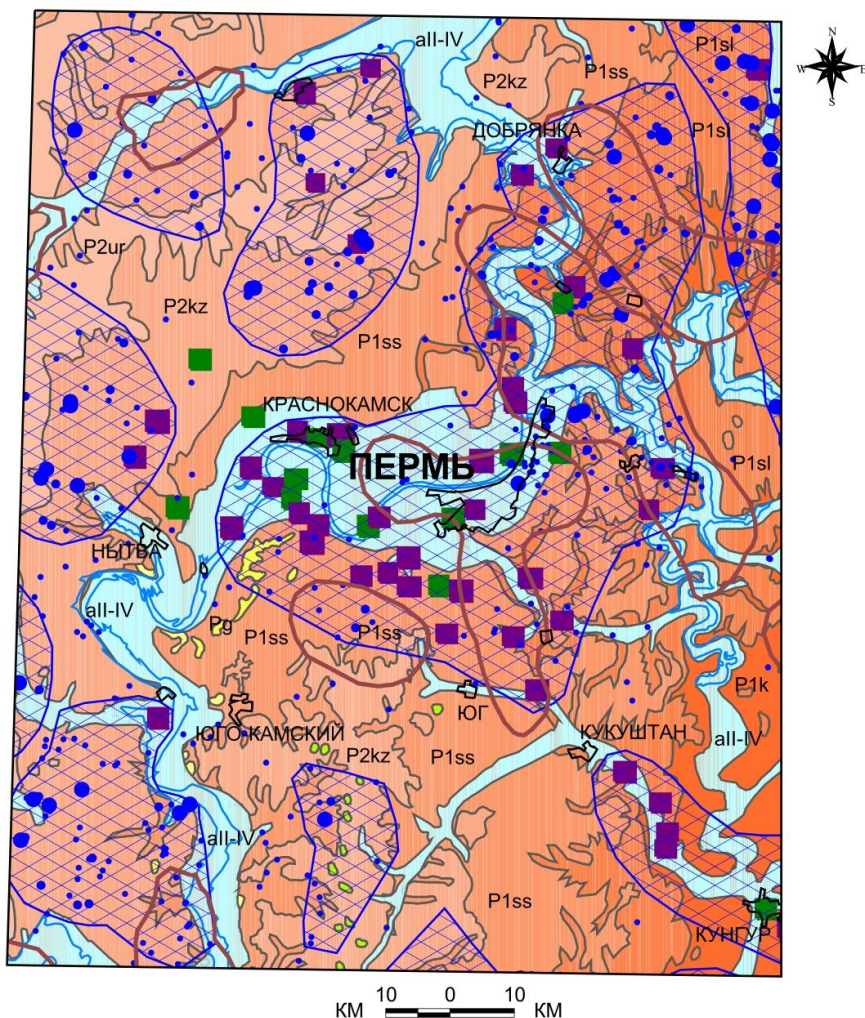 aII-IV
P1sl
N
P2kz
P1ss
W
E
S
ДОБРЯНКА
P1sl
P2ur
P2kz
P1ss
КРАСНОКАМСК
ПЕРМЬ
P1sl
НЫТВА
aII-IV
Pg
P1ss
P1ss
P1k
ЮГ
ЮГО-КАМСКИЙ
КУКУШТАН
aII-IV
P2kz
P1ss
aII-IV
P1ss
КУНГУР
10 0 10
КМ КМ